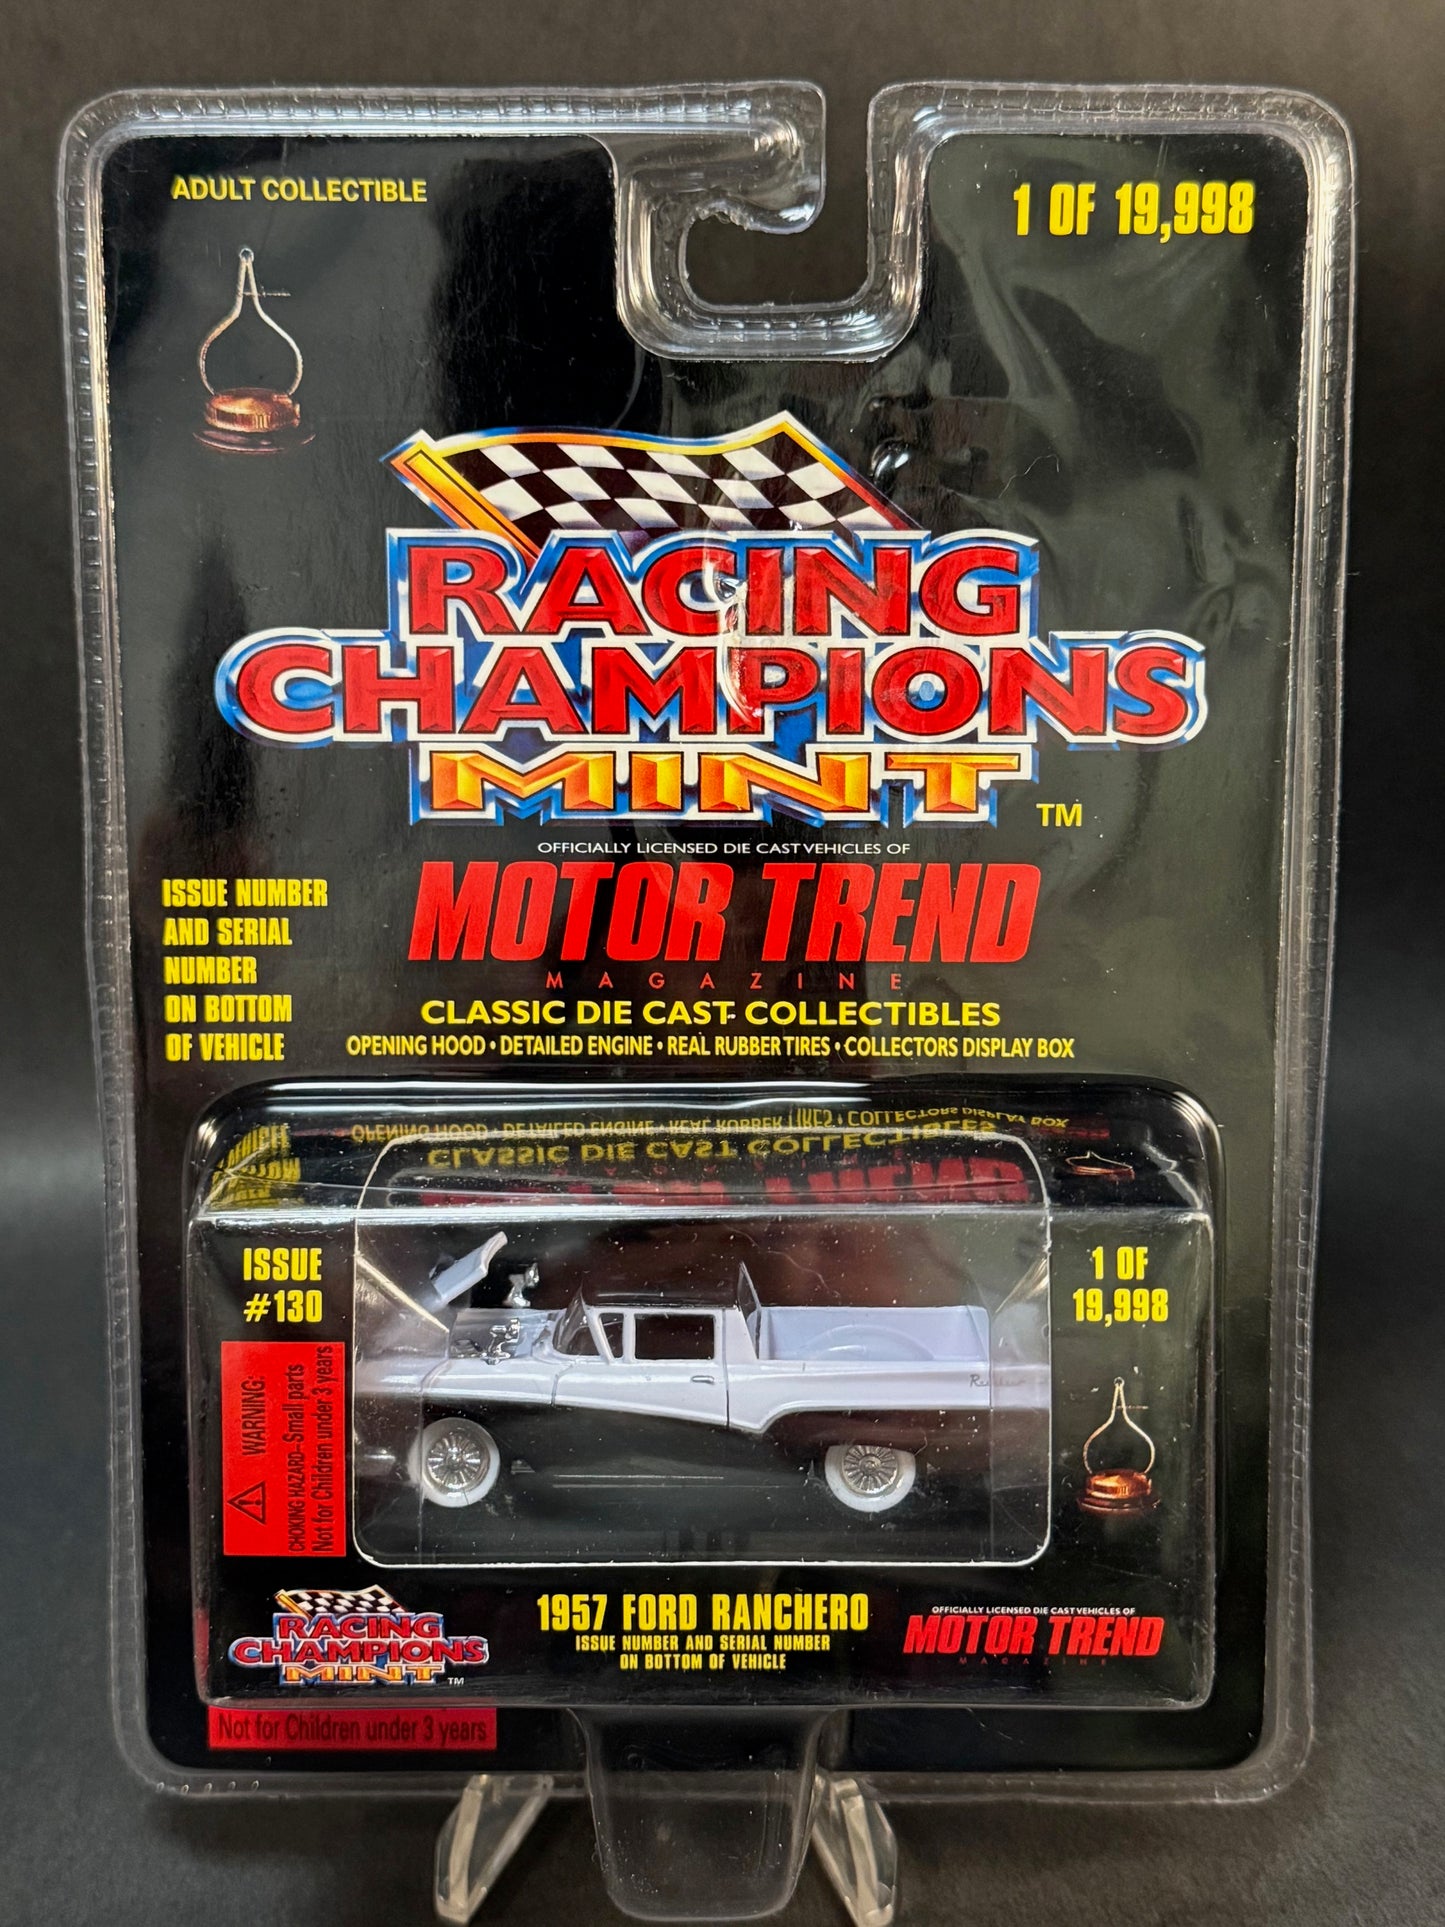 ADULT COLLECTIBLE
1 OF 19,998
RACING
CHAMPIONS
MINT
TM
OFFICIALLY LICENSED DIE CAST VEHICLES OF
MOTOR TREND
MAGAZINE
CLASSIC DIE CAST COLLECTIBLES
OPENING HOOD • DETAILED ENGINE • REAL RUBBER TIRES • COLLECTORS DISPLAY BOX
ISSUE NUMBER
AND SERIAL
NUMBER
ON BOTTOM
OF VEHICLE
ISSUE
#130
1 OF
19,998
WARNING:
CHOKING HAZARD–Small parts
Not for Children under 3 years
RACING
CHAMPIONS
MINT
TM
1957 FORD RANCHERO
ISSUE NUMBER AND SERIAL NUMBER
ON BOTTOM OF VEHICLE
OFFICIALLY LICENSED DIE CAST VEHICLES OF
MOTOR TREND
MAGAZINE
Not for Children under 3 years